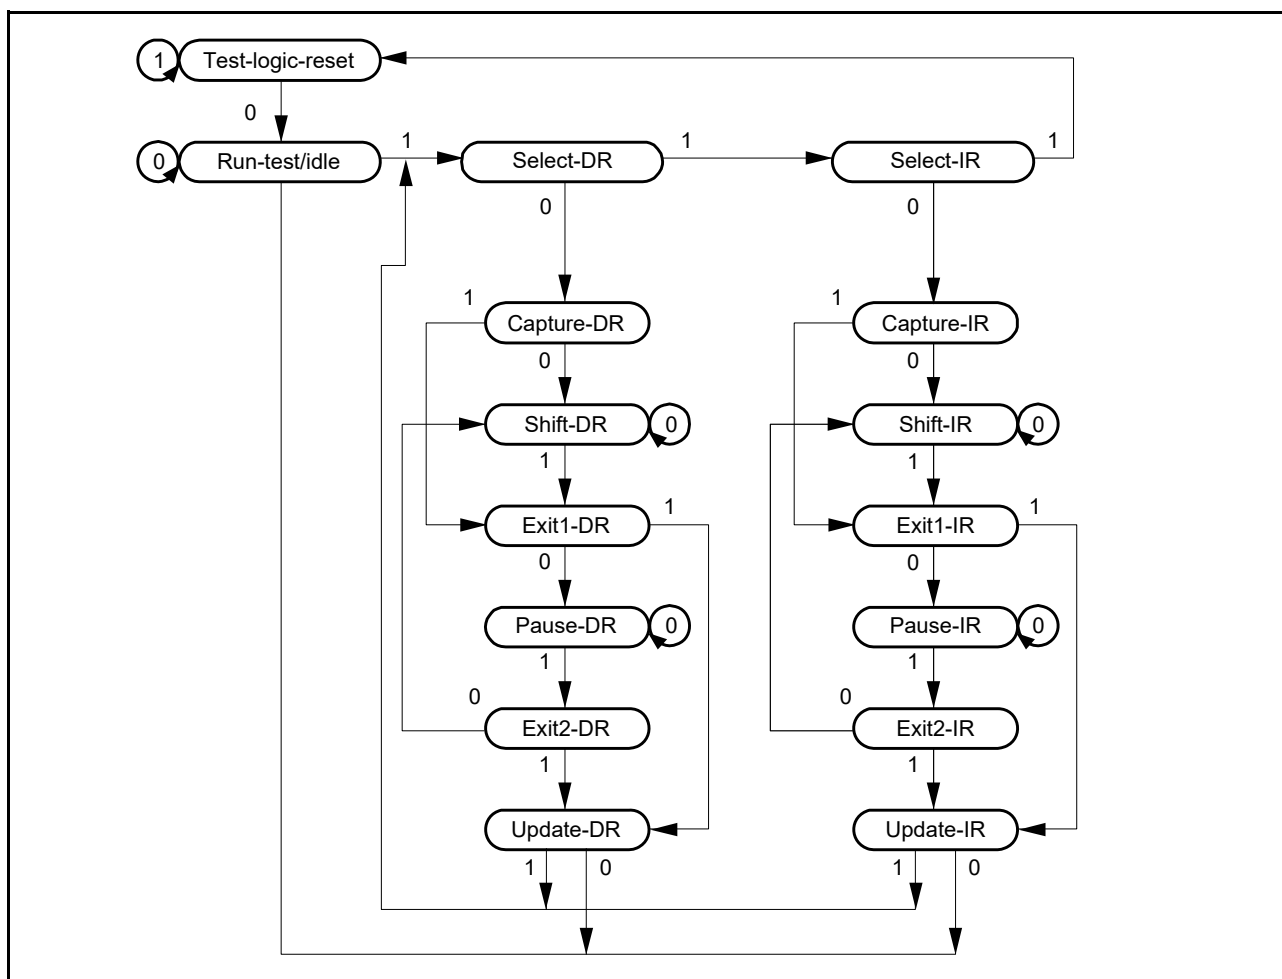 1 Test-logic-reset
0
0 Run-test/idle 1 Select-DR 1 Select-IR 1
0 0
1 1
Capture-DR Capture-IR
0 0
Shift-DR 0 Shift-IR 0
1 1
1 1
Exit1-DR Exit1-IR
0 0
Pause-DR 0 Pause-IR 0
1 1
0 0
Exit2-DR Exit2-IR
1 1
Update-DR Update-IR
1 0 1 0